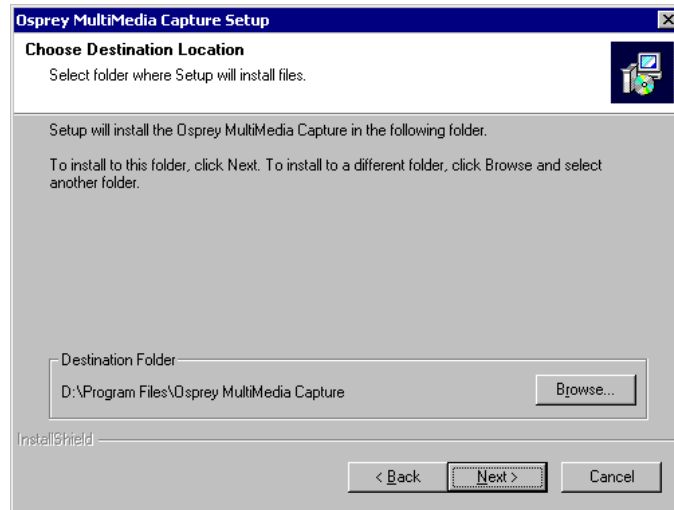 Osprey MultiMedia Capture Setup
Choose Destination Location
Select folder where Setup will install files.
Setup will install the Osprey MultiMedia Capture in the following folder.
To install to this folder, click Next. To install to a different folder, click Browse and select
another folder.
Destination Folder
D:\Program Files\Osprey MultiMedia Capture
Browse...
InstallShield
< Back
Next >
Cancel